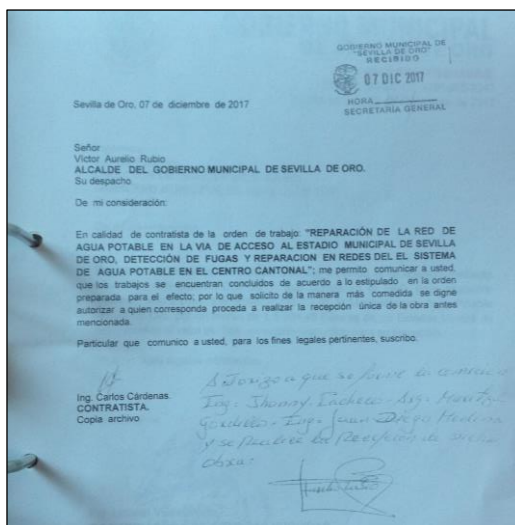 GOBIERNO MUNICIPAL DE
"SEVILLA DE ORO"
RECIBIDO
07 DIC 2017
HORA
SECRETARÍA GENERAL
Sevilla de Oro, 07 de diciembre de 2017
Señor
Víctor Aurelio Rubio
ALCALDE DEL GOBIERNO MUNICIPAL DE SEVILLA DE ORO.
Su despacho
De mi consideración:
En calidad de contratista de la orden de trabajo: "REPARACIÓN DE LA RED DE
AGUA POTABLE EN LA VIA DE ACCESO AL ESTADIO MUNICIPAL DE SEVILLA
DE ORO, DETECCIÓN DE FUGAS Y REPARACION EN REDES DEL EL SISTEMA
DE AGUA POTABLE EN EL CENTRO CANTONAL"; me permito comunicar a usted,
que los trabajos se encuentran concluidos de acuerdo a lo estipulado en la orden
preparada para el efecto; por lo que solicito de la manera más comedida se digne
autorizar a quien corresponda proceda a realizar la recepción única de la obra antes
mencionada.
Particular que comunico a usted, para los fines legales pertinentes, suscribo.
Ing. Carlos Cárdenas.
CONTRATISTA.
Copia archivo
a que se forme la comisión
Ing. Jhonny Pacheco - Arq.
Gordillo - Ing. Juan Diego Medina
y se Realice la Recepción de dicha
obra-